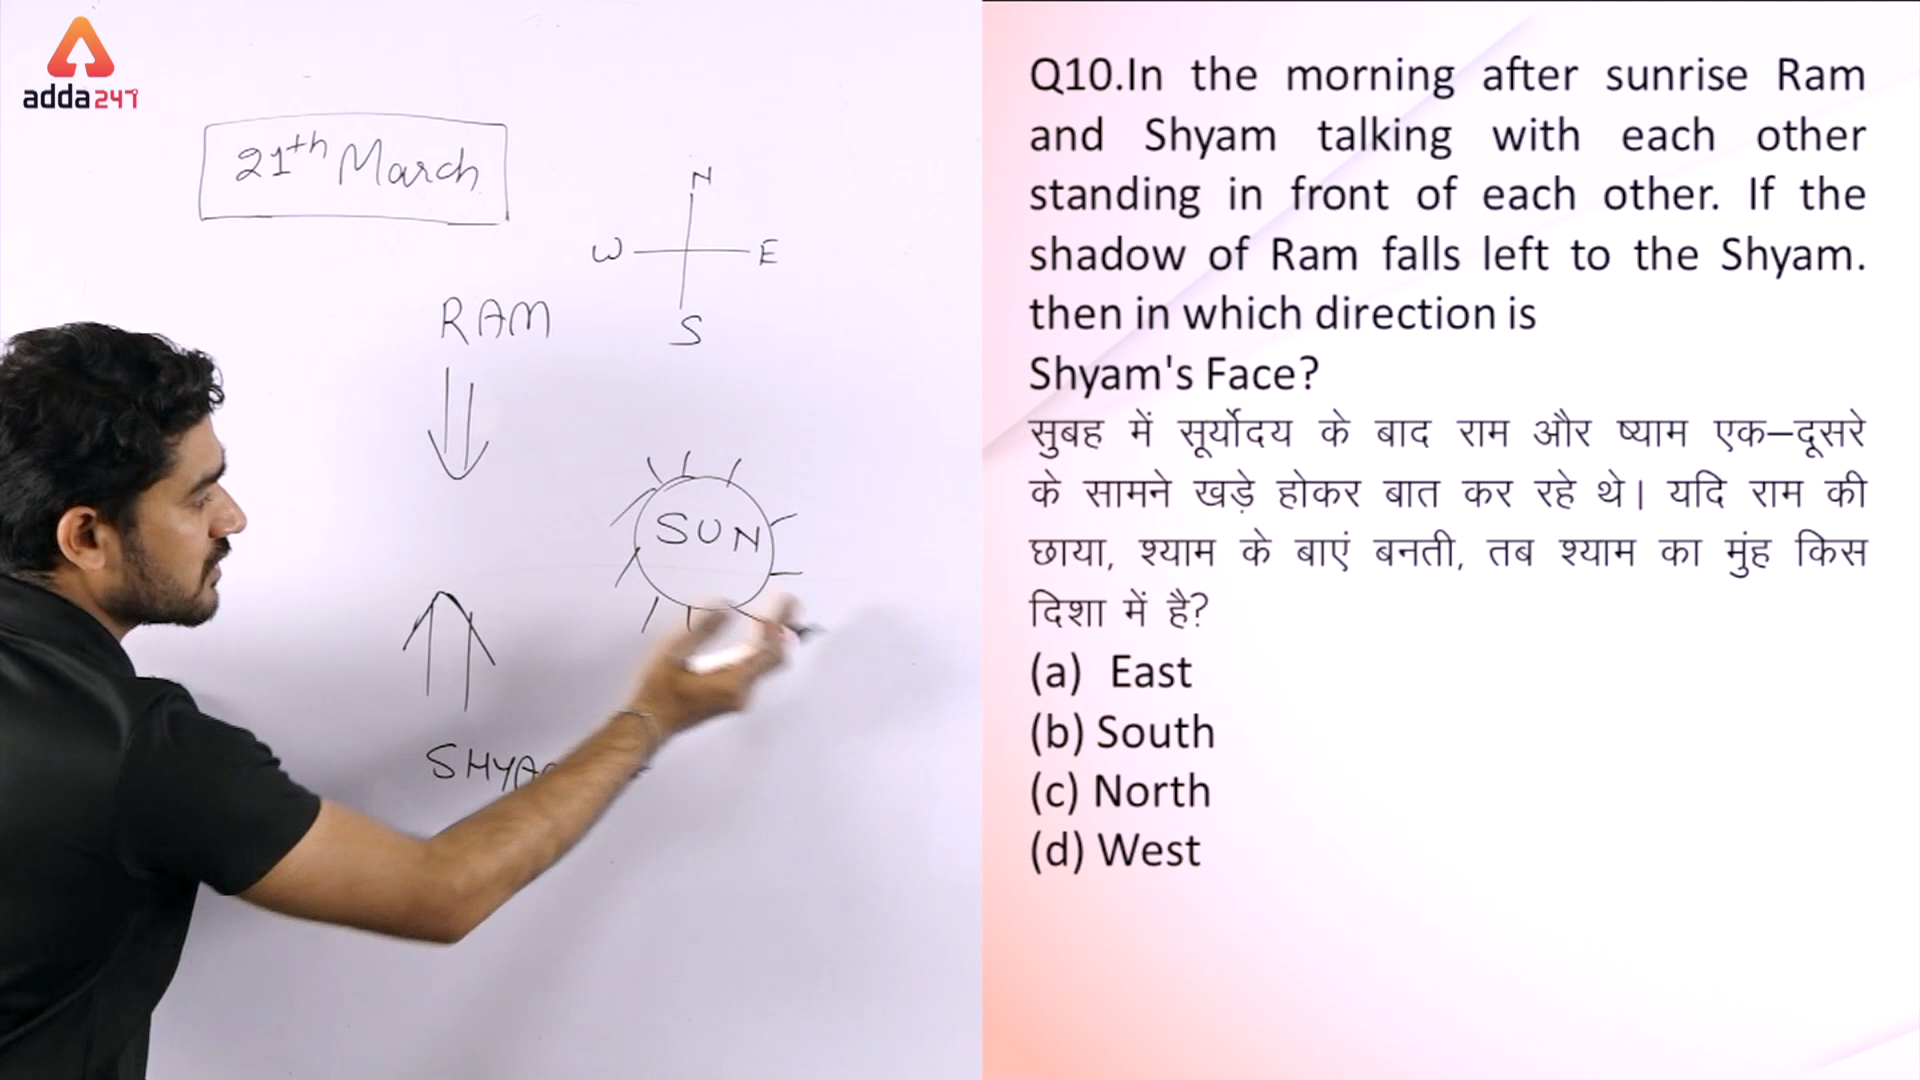 adda247
21th March
N
W E
S
RAM
SUN
Q10.In the morning after sunrise Ram
and Shyam talking with each other
standing in front of each other. If the
shadow of Ram falls left to the Shyam.
then in which direction is
Shyam's Face?
सुबह में सूर्योदय के बाद राम और ष्याम एक–दूसरे
के सामने खड़े होकर बात कर रहे थे। यदि राम की
छाया, श्याम के बाएं बनती, तब श्याम का मुंह किस
दिशा में है?
(a) East
(b) South
(c) North
(d) West